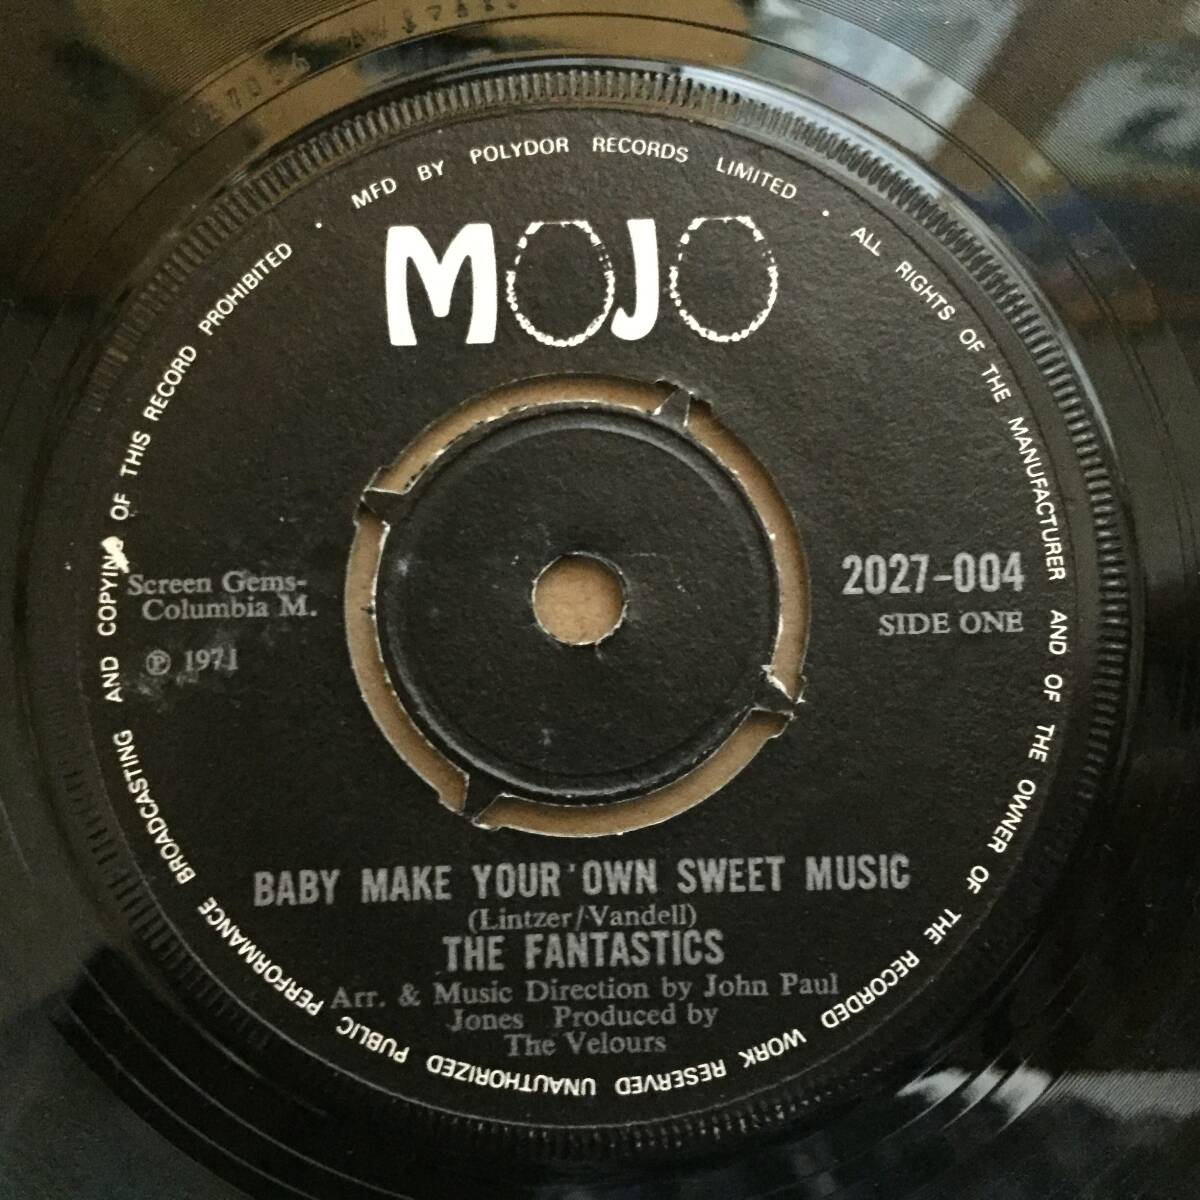 MFD BY POLYDOR RECORDS LIMITED · ALL RIGHTS OF THE MANUFACTURER AND OF THE OWNER OF THE RECORDED WORK RESERVED UNAUTHORIZED PUBLIC PERFORMANCE BROADCASTING AND COPYING OF THIS RECORD PROHIBITED ·
MOJO
Screen Gems-
Columbia M.
℗ 1971
2027-004
SIDE ONE
BABY MAKE YOUR OWN SWEET MUSIC
(Lintzer/Vandell)
THE FANTASTICS
Arr. & Music Direction by John Paul
Jones Produced by
The Velours